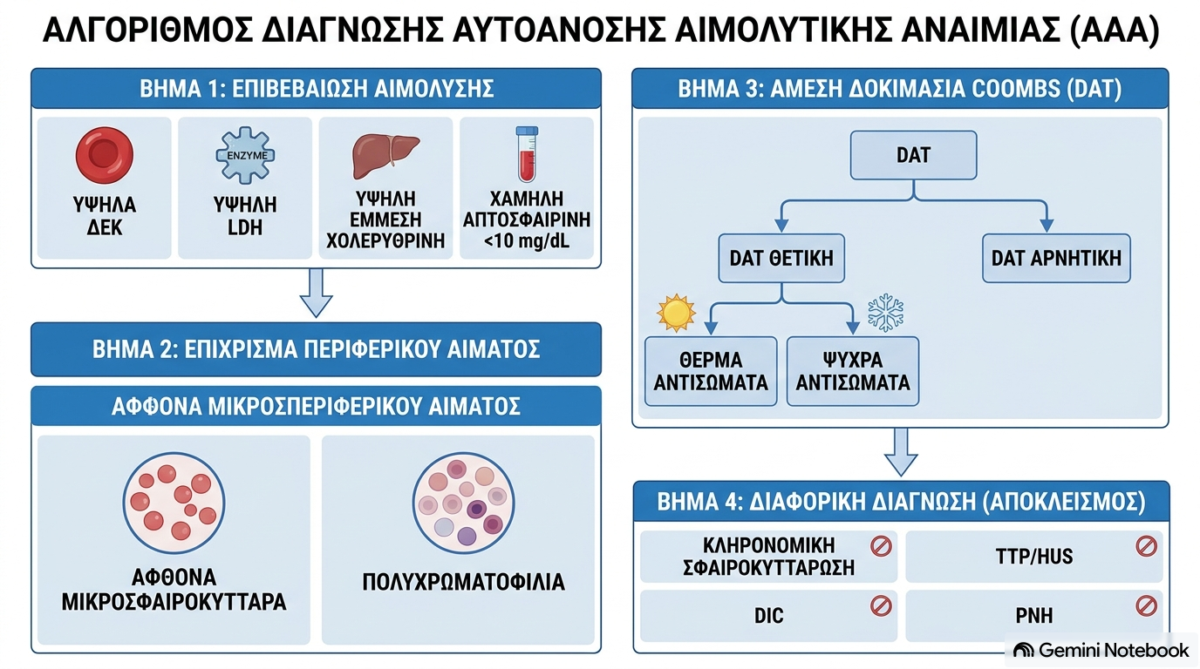 ΑΛΓΟΡΙΘΜΟΣ ΔΙΑΓΝΩΣΗΣ ΑΥΤΟΑΝΟΣΗΣ ΑΙΜΟΛΥΤΙΚΗΣ ΑΝΑΙΜΙΑΣ (ΑΑΑ)
ΒΗΜΑ 1: ΕΠΙΒΕΒΑΙΩΣΗ ΑΙΜΟΛΥΣΗΣ
ΥΨΗΛΑ
ΔΕΚ
ENZYME
ΥΨΗΛΗ
LDH
ΥΨΗΛΗ
ΕΜΜΕΣΗ
ΧΟΛΕΡΥΘΡΙΝΗ
ΧΑΜΗΛΗ
ΑΠΤΟΣΦΑΙΡΙΝΗ
<10 mg/dL
ΒΗΜΑ 2: ΕΠΙΧΡΙΣΜΑ ΠΕΡΙΦΕΡΙΚΟΥ ΑΙΜΑΤΟΣ
ΑΦΘΟΝΑ ΜΙΚΡΟΣΠΕΡΙΦΕΡΙΚΟΥ ΑΙΜΑΤΟΣ
ΑΦΘΟΝΑ
ΜΙΚΡΟΣΦΑΙΡΟΚΥΤΤΑΡΑ
ΠΟΛΥΧΡΩΜΑΤΟΦΙΛΙΑ
ΒΗΜΑ 3: ΑΜΕΣΗ ΔΟΚΙΜΑΣΙΑ COOMBS (DAT)
DAT
DAT ΘΕΤΙΚΗ
DAT ΑΡΝΗΤΙΚΗ
ΘΕΡΜΑ
ΑΝΤΙΣΩΜΑΤΑ
ΨΥΧΡΑ
ΑΝΤΙΣΩΜΑΤΑ
ΒΗΜΑ 4: ΔΙΑΦΟΡΙΚΗ ΔΙΑΓΝΩΣΗ (ΑΠΟΚΛΕΙΣΜΟΣ)
ΚΛΗΡΟΝΟΜΙΚΗ
ΣΦΑΙΡΟΚΥΤΤΑΡΩΣΗ
TTP/HUS
DIC
PNH
Gemini Notebook